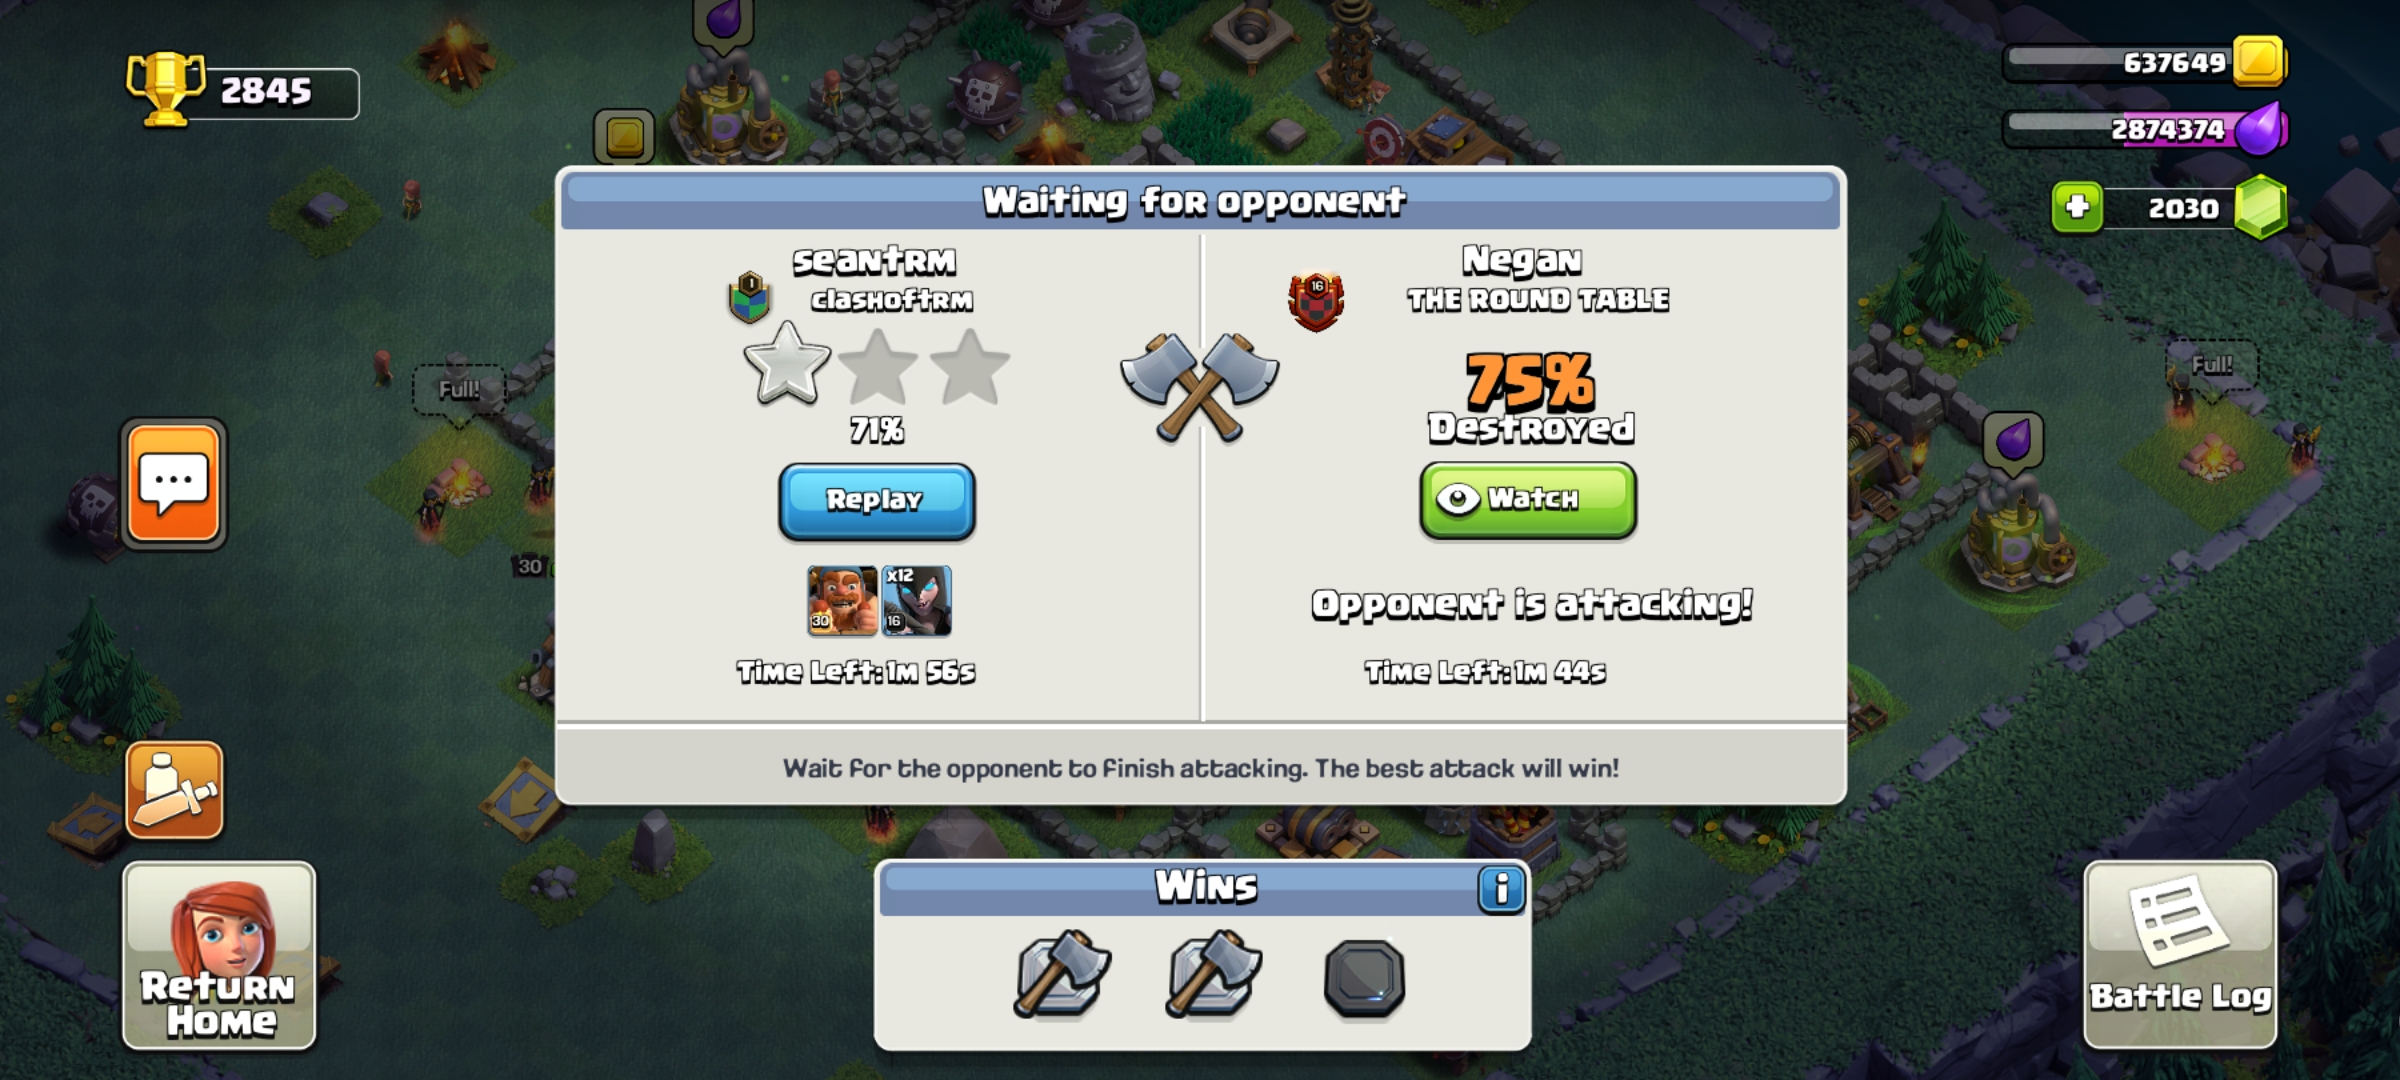 2845
637649
2874374
2030
Waiting for opponent
seantrm
clashoftrm
1
71%
Replay
x12
30
16
Time Left:1m 56s
Negan
THE ROUND TABLE
16
75%
Destroyed
Watch
Opponent is attacking!
Time Left:1m 44s
Wait for the opponent to finish attacking. The best attack will win!
Full!
Full!
30
Wins
i
Return
Home
Battle Log